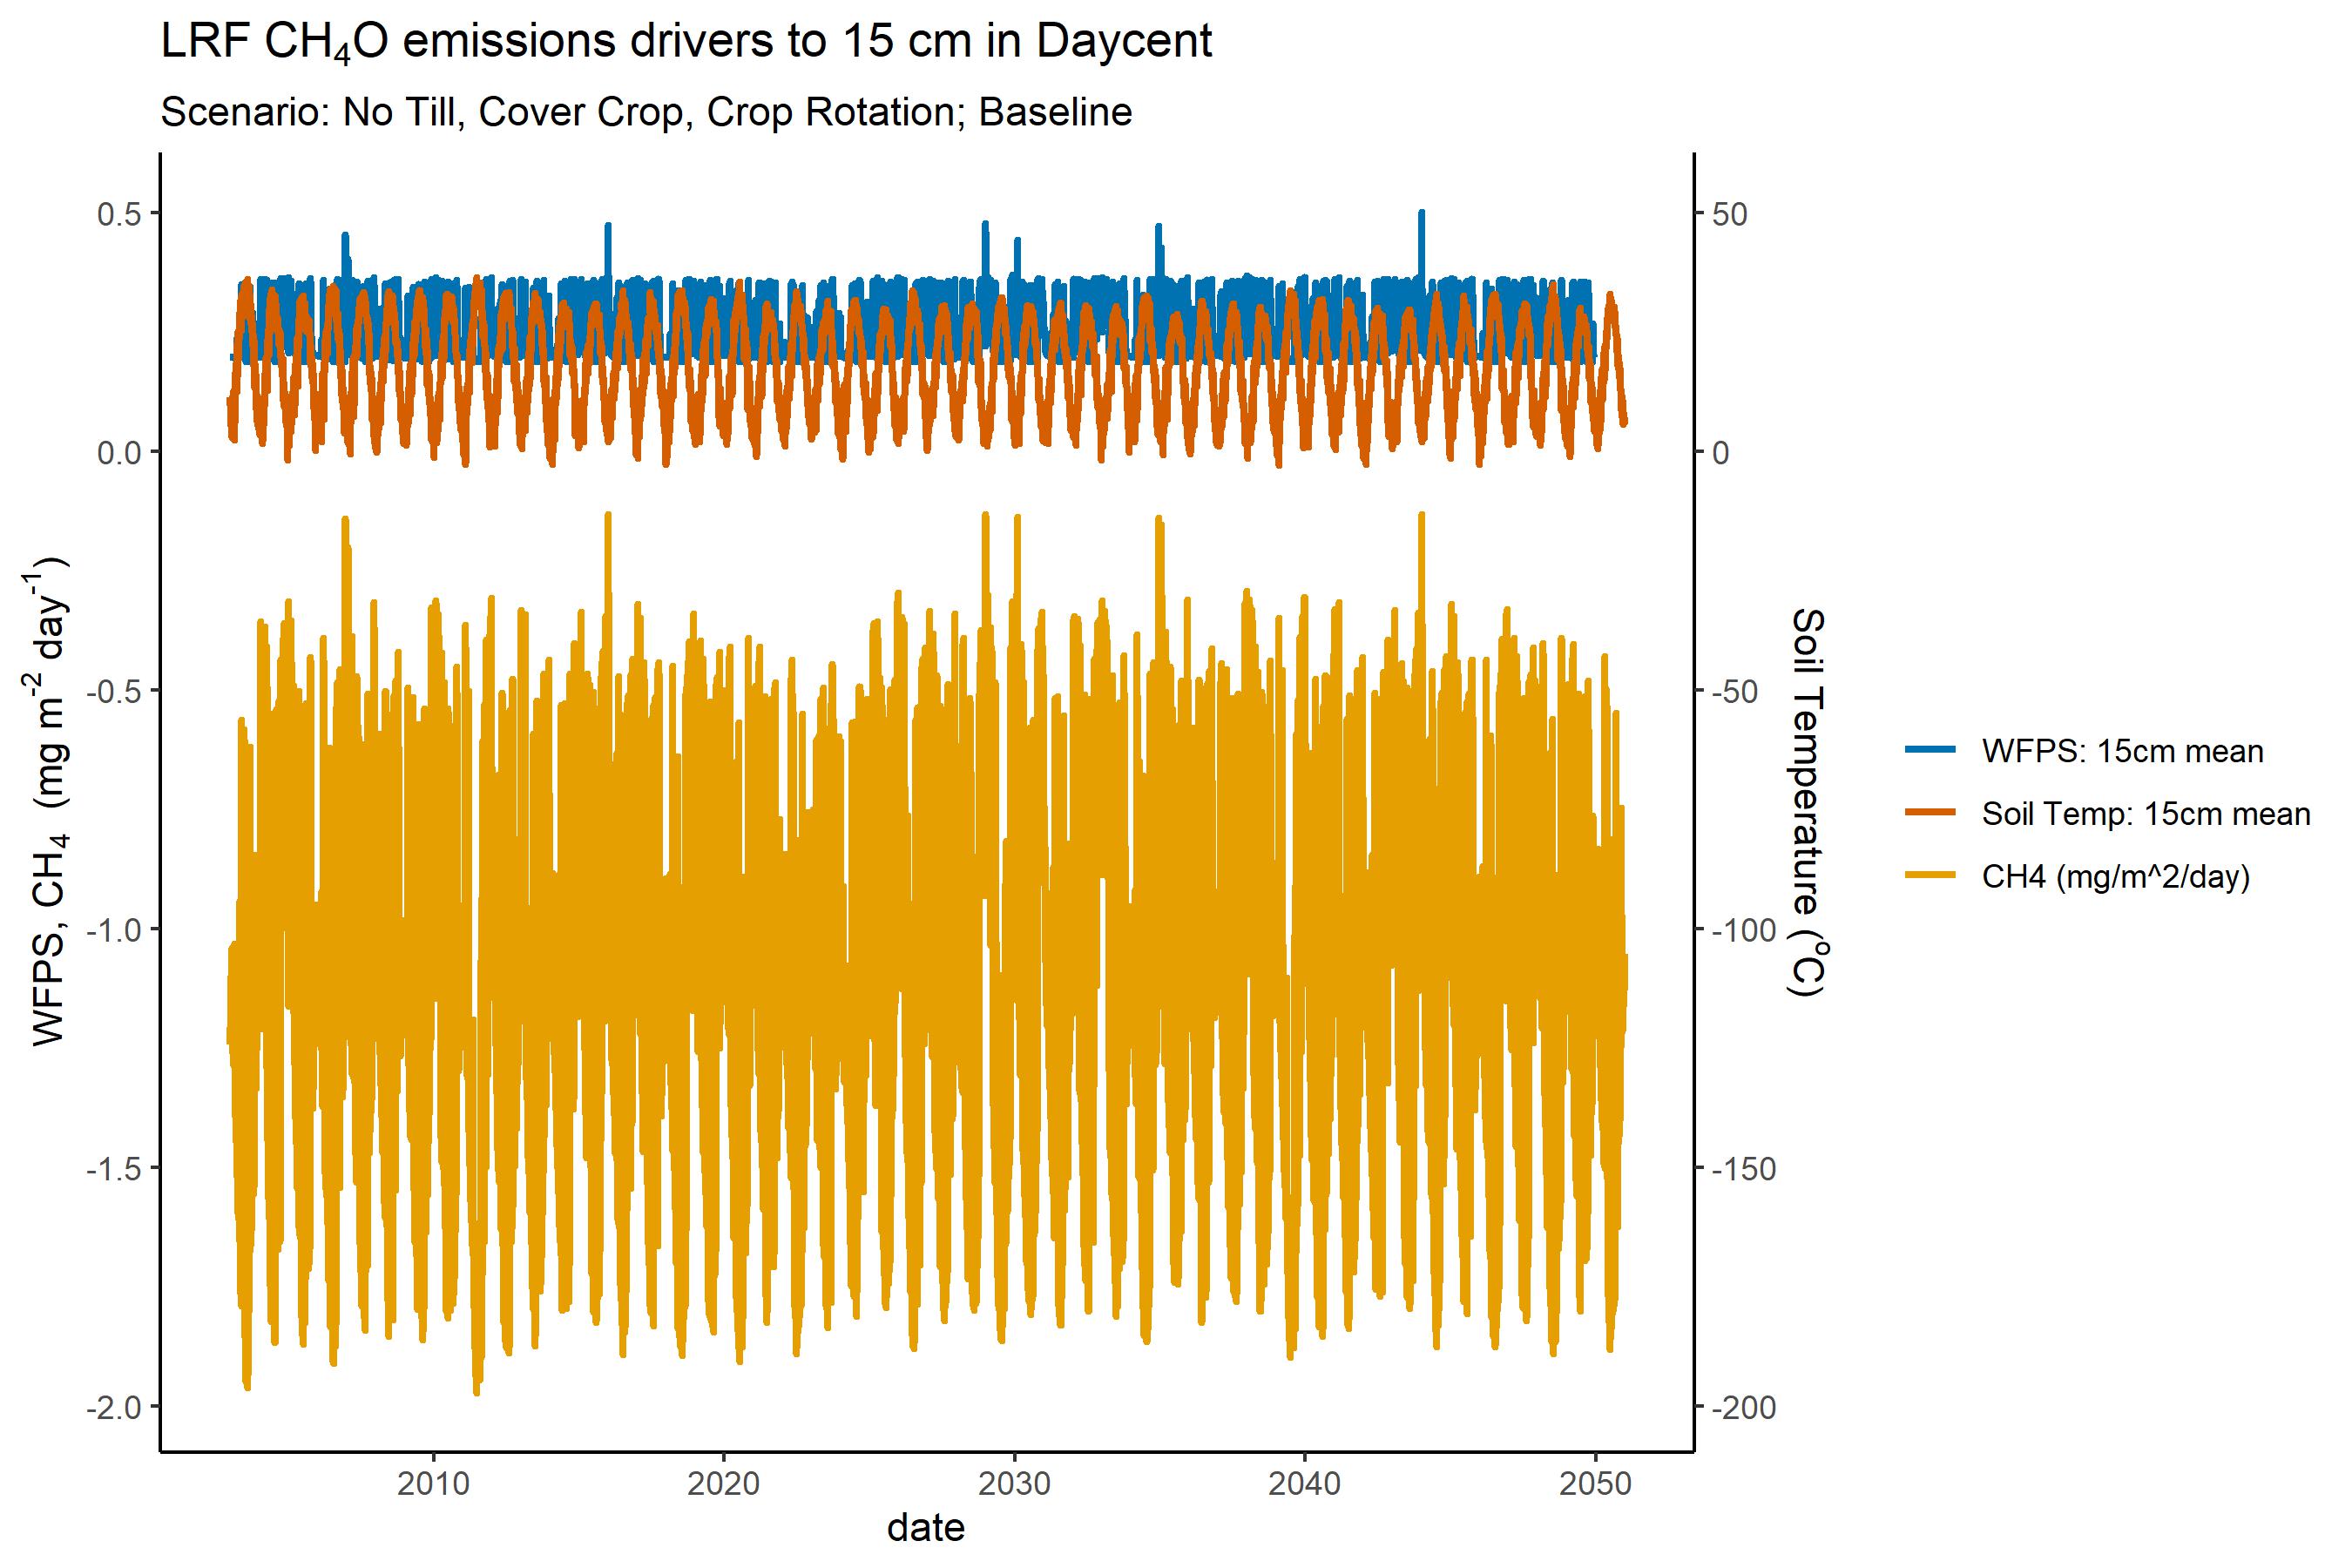 LRF CH₄O emissions drivers to 15 cm in Daycent
Scenario: No Till, Cover Crop, Crop Rotation; Baseline
WFPS, CH₄ (mg m⁻² day⁻¹)
0.5
0.0
-0.5
-1.0
-1.5
-2.0
50
0
-50
-100
-150
-200
Soil Temperature (ºC)
2010
2020
2030
2040
2050
date
WFPS: 15cm mean
Soil Temp: 15cm mean
CH4 (mg/m^2/day)